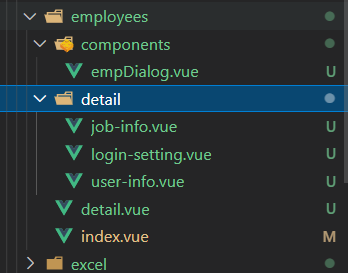 employees
components
empDialog.vue U
detail
job-info.vue U
login-setting.vue U
user-info.vue U
detail.vue U
index.vue M
excel